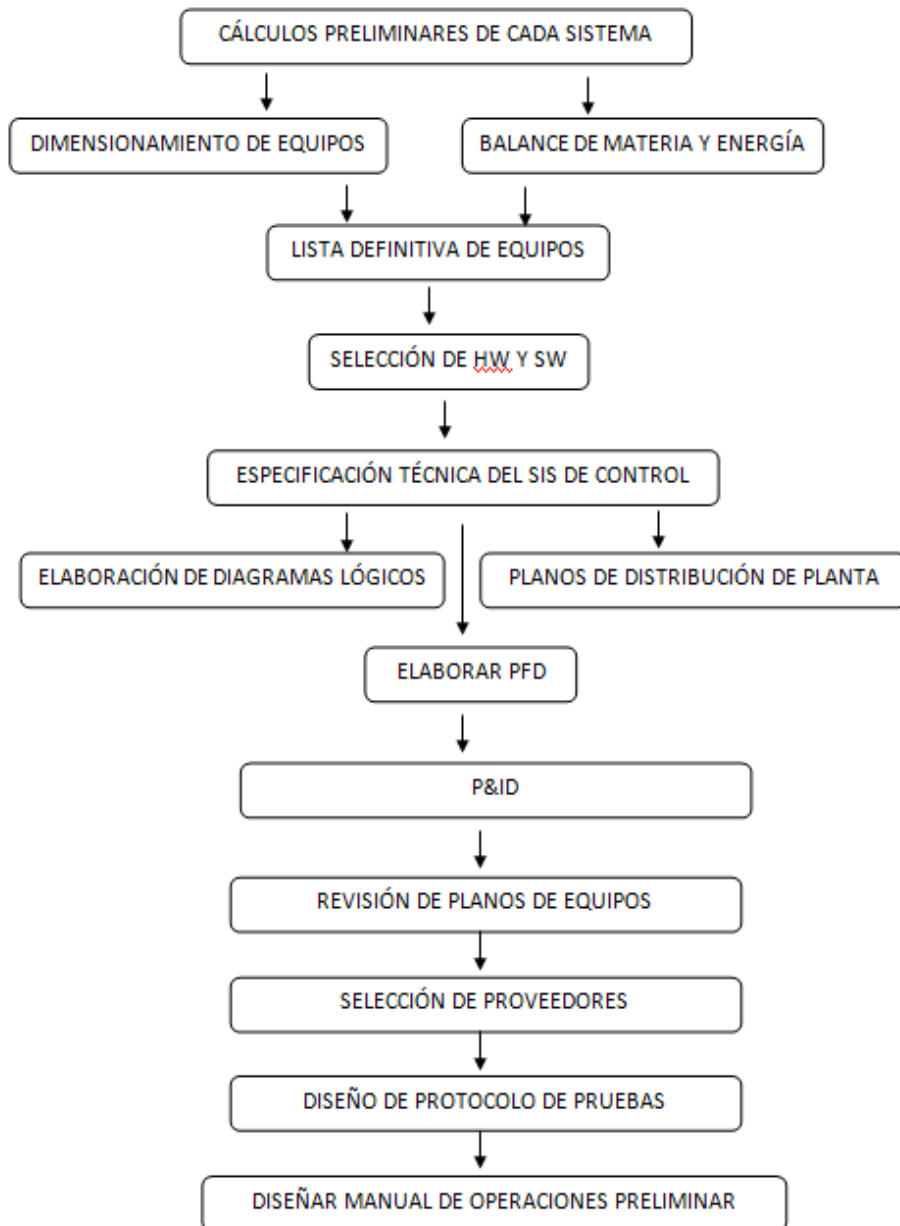 CÁLCULOS PRELIMINARES DE CADA SISTEMA
DIMENSIONAMIENTO DE EQUIPOS
BALANCE DE MATERIA Y ENERGÍA
LISTA DEFINITIVA DE EQUIPOS
SELECCIÓN DE HW Y SW
ESPECIFICACIÓN TÉCNICA DEL SIS DE CONTROL
ELABORACIÓN DE DIAGRAMAS LÓGICOS
PLANOS DE DISTRIBUCIÓN DE PLANTA
ELABORAR PFD
P&ID
REVISIÓN DE PLANOS DE EQUIPOS
SELECCIÓN DE PROVEEDORES
DISEÑO DE PROTOCOLO DE PRUEBAS
DISEÑAR MANUAL DE OPERACIONES PRELIMINAR